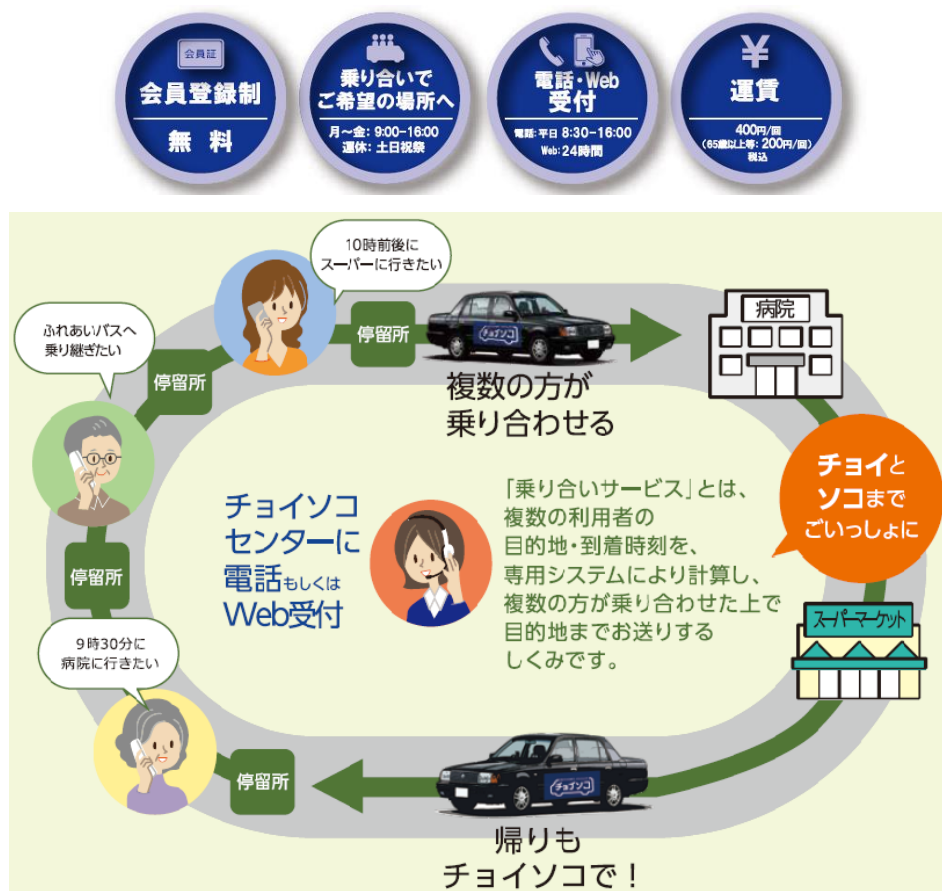 会員証
会員登録制
無料
乗り合いで
ご希望の場所へ
月～金：9:00-16:00
運休：土日祝祭
電話・Web
受付
電話：平日 8:30-16:00
Web：24時間
¥
運賃
400円/回
(65歳以上等：200円/回)
税込
10時前後に
スーパーに行きたい
ふれあいバスへ
乗り継ぎたい
停留所
停留所
チョイソコ
病院
複数の方が
乗り合わせる
チョイと
ソコまで
ごいっしょに
チョイソコ
センターに
電話もしくは
Web受付
「乗り合いサービス」とは、
複数の利用者の
目的地・到着時刻を、
専用システムにより計算し、
複数の方が乗り合わせた上で
目的地までお送りする
しくみです。
停留所
スーパーマーケット
9時30分に
病院に行きたい
停留所
チョイソコ
帰りも
チョイソコで！